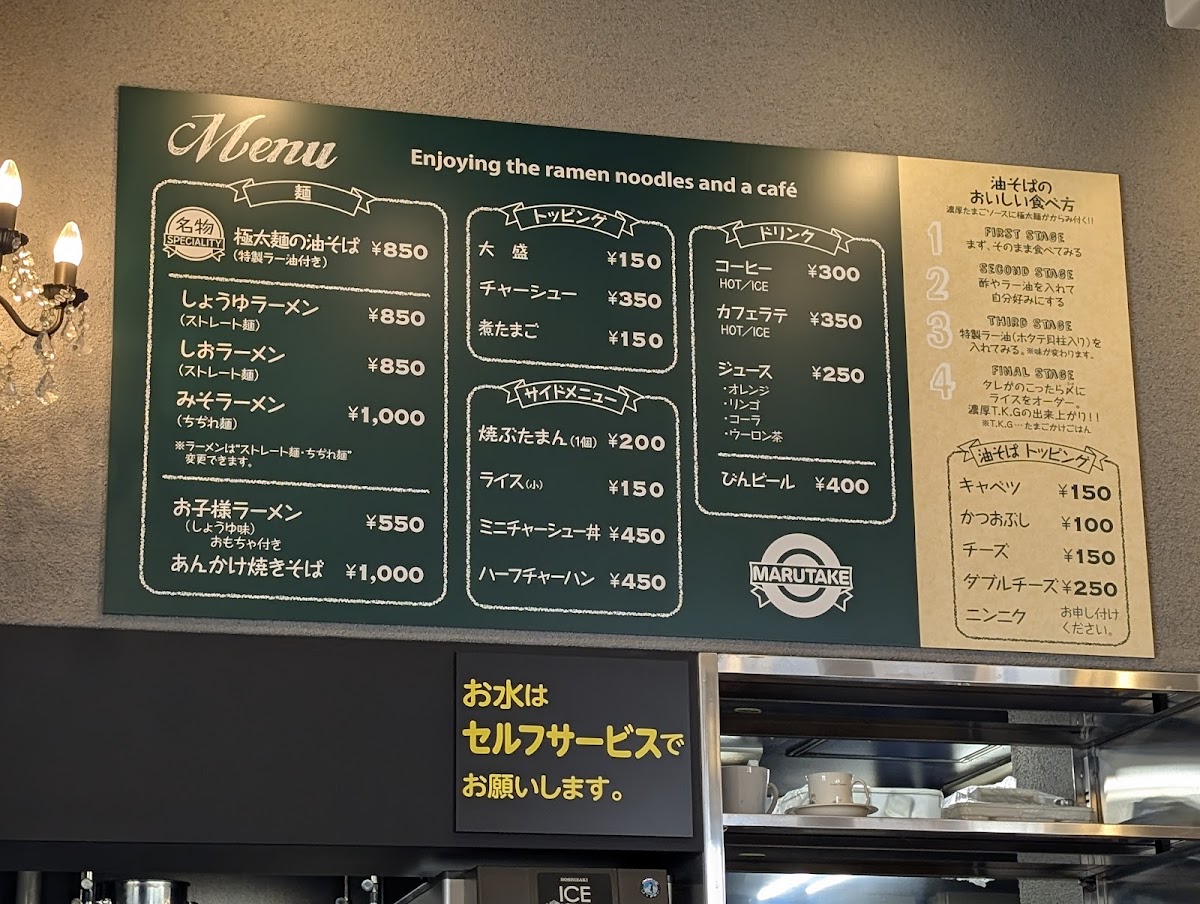 Menu
Enjoying the ramen noodles and a café
麺
名物
SPECIALITY
極太麺の油そば ¥850
(特製ラー油付き)
しょうゆラーメン ¥850
(ストレート麺)
しおラーメン ¥850
(ストレート麺)
みそラーメン ¥1,000
(ちぢれ麺)
※ラーメンは"ストレート麺・ちぢれ麺"
変更できます。
お子様ラーメン ¥550
(しょうゆ味)
おもちゃ付き
あんかけ焼きそば ¥1,000
トッピング
大 盛 ¥150
チャーシュー ¥350
煮たまご ¥150
サイドメニュー
焼ぶたまん(1個) ¥200
ライス(小) ¥150
ミニチャーシュー丼 ¥450
ハーフチャーハン ¥450
ドリンク
コーヒー ¥300
HOT/ICE
カフェラテ ¥350
HOT/ICE
ジュース ¥250
・オレンジ
・リンゴ
・コーラ
・ウーロン茶
びんビール ¥400
MARUTAKE
油そばの
おいしい食べ方
濃厚たまごソースに極太麺がからみ付く!!
1 FIRST STAGE
まず、そのまま食べてみる
2 SECOND STAGE
酢やラー油を入れて
自分好みにする
3 THIRD STAGE
特製ラー油(ホタテ貝柱入り)を
入れてみる。※味が変わります。
4 FINAL STAGE
タレがのこったら〆に
ライスをオーダー。
濃厚T.K.Gの出来上がり!!
※T.K.G…たまごかけごはん
油そば トッピング
キャベツ ¥150
かつおぶし ¥100
チーズ ¥150
ダブルチーズ ¥250
ニンニク お申し付け
ください。
お水は
セルフサービスで
お願いします。
HOSHIZAKI
ICE